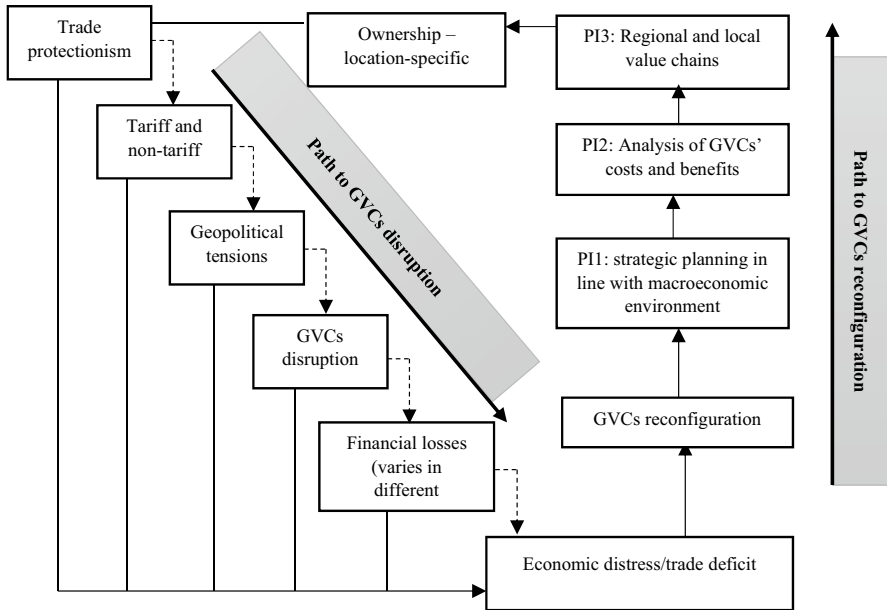 Trade
protectionism
Ownership –
location-specific
PI3: Regional and local
value chains
Tariff and
non-tariff
PI2: Analysis of GVCs’
costs and benefits
Geopolitical
tensions
PI1: strategic planning in
line with macroeconomic
environment
GVCs
disruption
GVCs reconfiguration
Financial losses
(varies in
different
Economic distress/trade deficit
Path to GVCs disruption
Path to GVCs reconfiguration